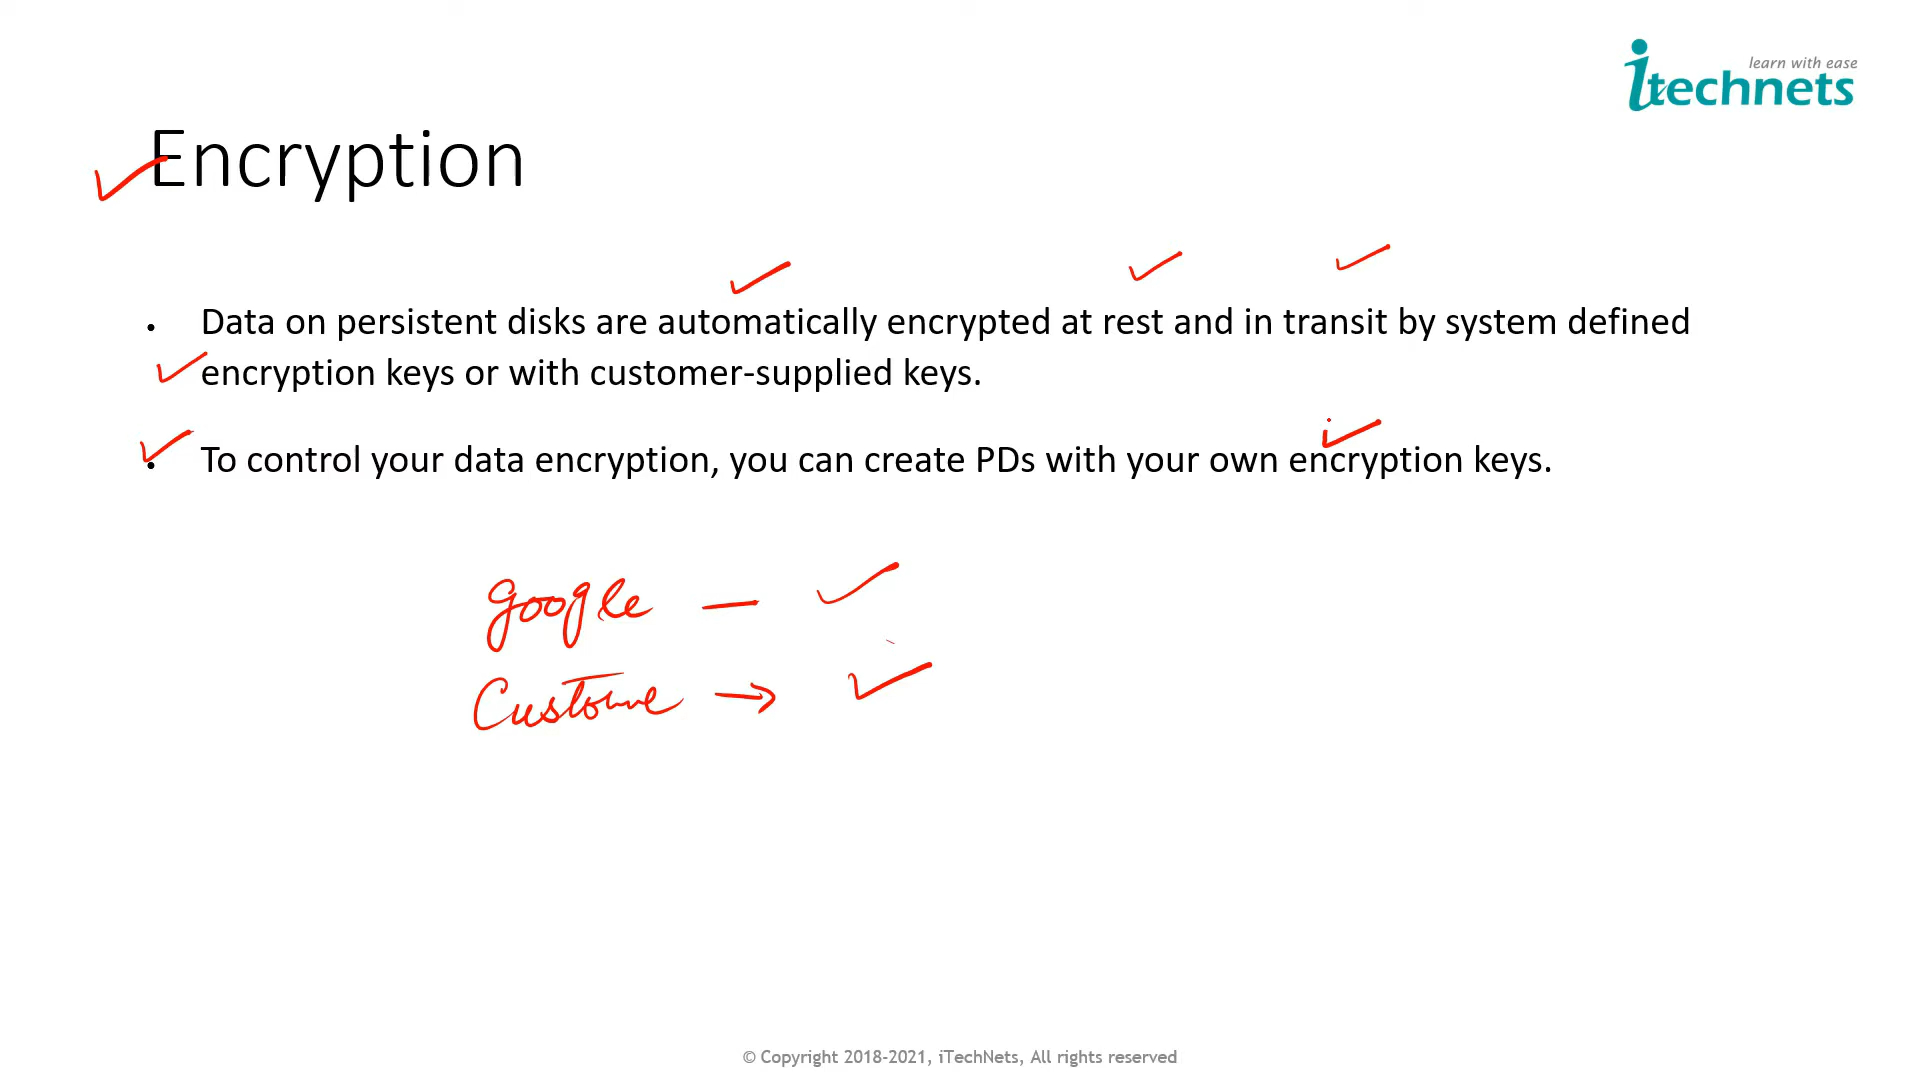 learn with ease
itechnets
Encryption
• Data on persistent disks are automatically encrypted at rest and in transit by system defined
encryption keys or with customer-supplied keys.
• To control your data encryption, you can create PDs with your own encryption keys.
google — ✓
Custome → ✓
© Copyright 2018-2021, iTechNets, All rights reserved